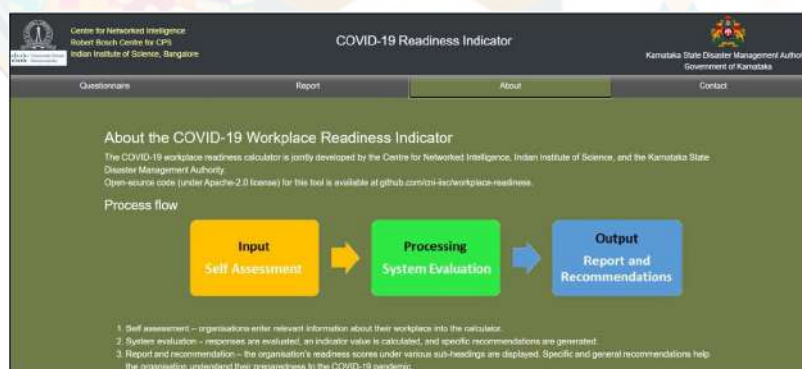 Centre for Networked Intelligence
Robert Bosch Centre for CPS
Indian Institute of Science, Bangalore
COVID-19 Readiness Indicator
Karnataka State Disaster Management Autho
Government of Karnataka
Questionnaire
Report
About
Contact
About the COVID-19 Workplace Readiness Indicator
The COVID-19 workplace readiness calculator is jointly developed by the Centre for Networked Intelligence, Indian Institute of Science, and the Karnataka State
Disaster Management Authority.
Open-source code (under Apache-2.0 license) for this tool is available at github.com/cni-iisc/workplace-readiness.
Process flow
Input
Self Assessment
Processing
System Evaluation
Output
Report and
Recommendations
1. Self assessment – organisations enter relevant information about their workplace into the calculator.
2. System evaluation – responses are evaluated, an indicator value is calculated, and specific recommendations are generated.
3. Report and recommendation – the organisation's readiness scores under various sub-headings are displayed. Specific and general recommendations help
the organisation understand their preparedness to the COVID-19 pandemic.